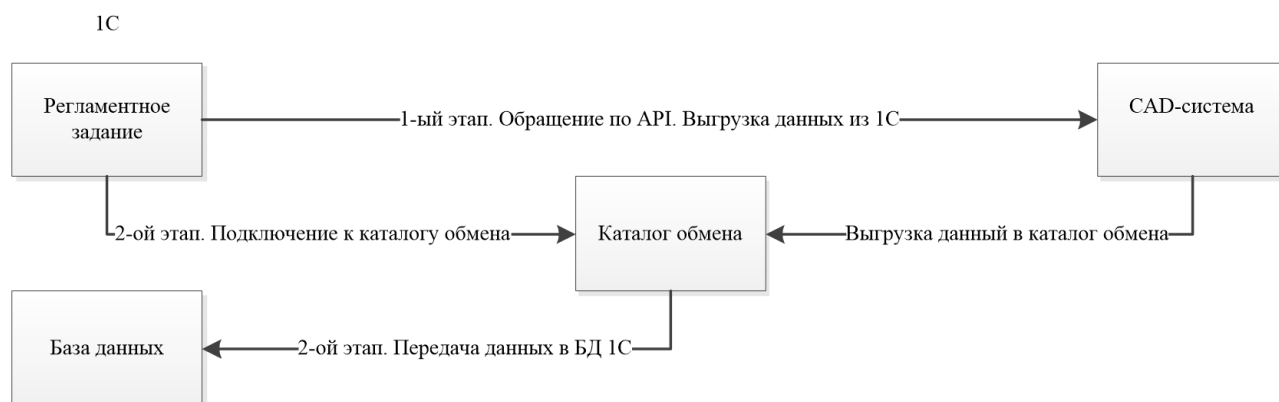 1С
Регламентное
задание
1-ый этап. Обращение по API. Выгрузка данных из 1С
CAD-система
2-ой этап. Подключение к каталогу обмена
Каталог обмена
Выгрузка данный в каталог обмена
База данных
2-ой этап. Передача данных в БД 1С